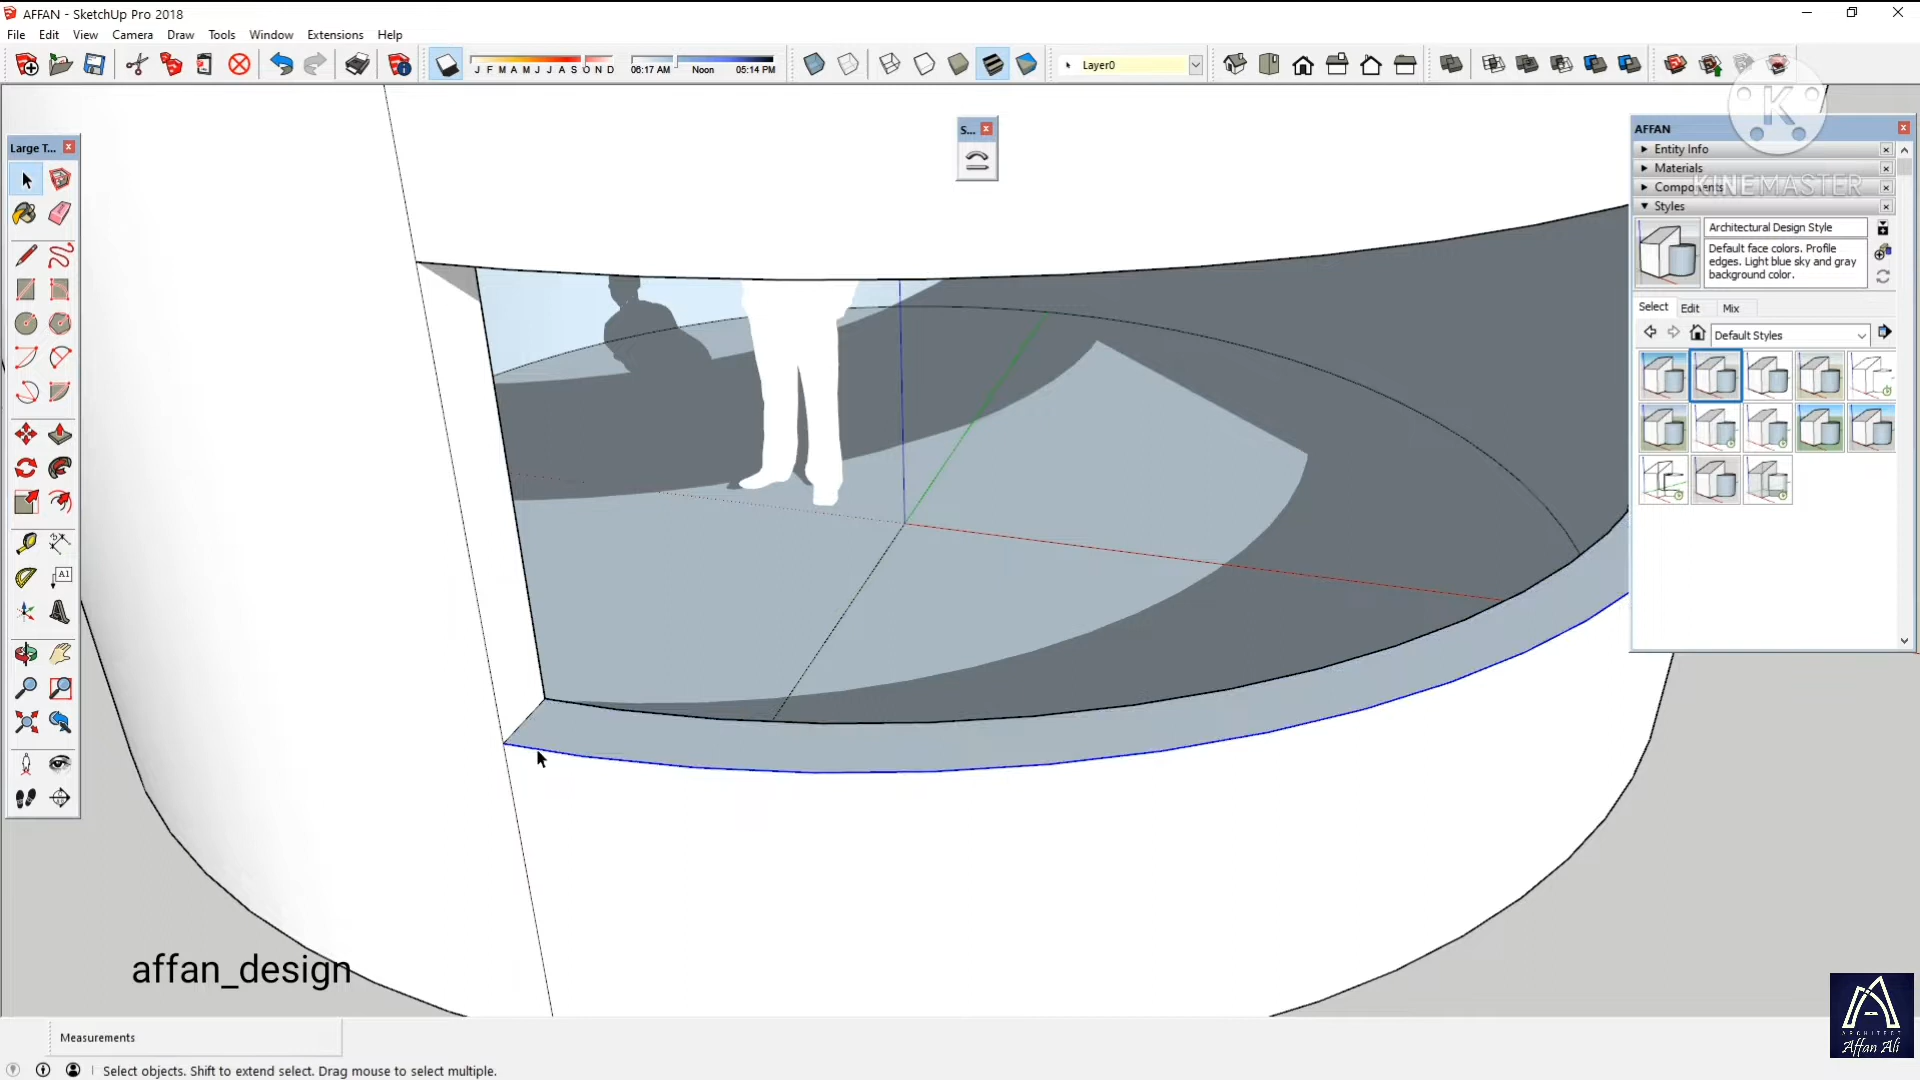 AFFAN - SketchUp Pro 2018
File Edit View Camera Draw Tools Window Extensions Help
J F M A M J J A S O N D
06:17 AM Noon 05:14 PM
Layer0
S...
Large T...
A1
AFFAN
Entity Info
Materials
Components
KINEMASTER
K
Styles
Architectural Design Style
Default face colors. Profile
edges. Light blue sky and gray
background color.
Select Edit Mix
Default Styles
affan_design
ARCHITECT
Affan Ali
Measurements
Select objects. Shift to extend select. Drag mouse to select multiple.